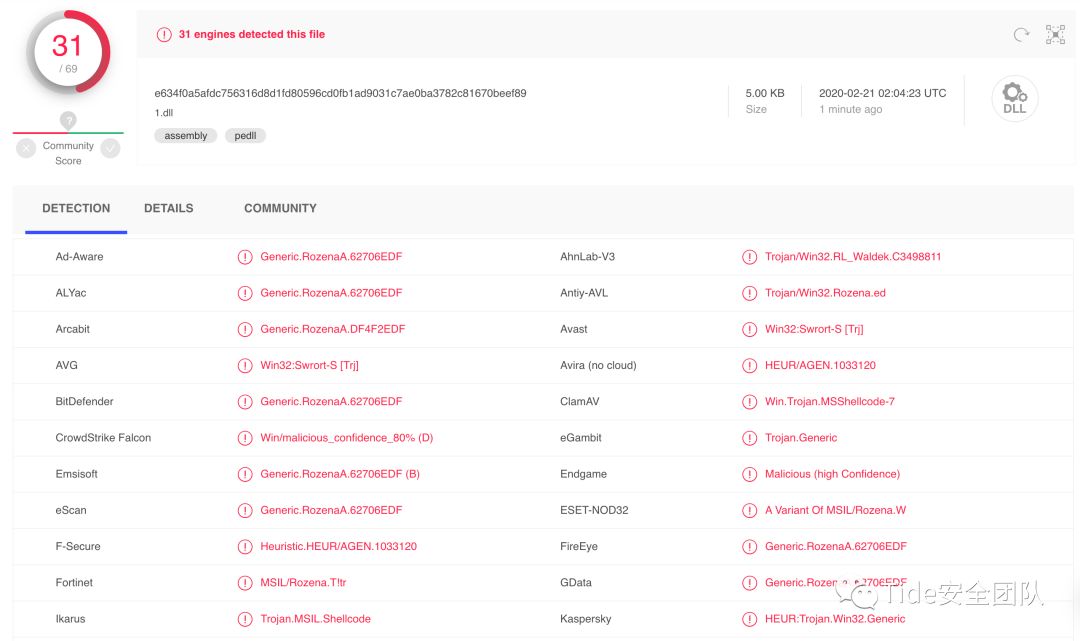 31
/ 69
?
Community
Score
31 engines detected this file
e634f0a5afdc756316d8d1fd80596cd0fb1ad9031c7ae0ba3782c81670beef89
1.dll
assembly pedll
5.00 KB
Size
2020-02-21 02:04:23 UTC
1 minute ago
DLL
DETECTION DETAILS COMMUNITY
Ad-Aware Generic.RozenaA.62706EDF AhnLab-V3 Trojan/Win32.RL_Waldek.C3498811
ALYac Generic.RozenaA.62706EDF Antiy-AVL Trojan/Win32.Rozena.ed
Arcabit Generic.RozenaA.DF4F2EDF Avast Win32:Swrort-S [Trj]
AVG Win32:Swrort-S [Trj] Avira (no cloud) HEUR/AGEN.1033120
BitDefender Generic.RozenaA.62706EDF ClamAV Win.Trojan.MSShellcode-7
CrowdStrike Falcon Win/malicious_confidence_80% (D) eGambit Trojan.Generic
Emsisoft Generic.RozenaA.62706EDF (B) Endgame Malicious (high Confidence)
eScan Generic.RozenaA.62706EDF ESET-NOD32 A Variant Of MSIL/Rozena.W
F-Secure Heuristic.HEUR/AGEN.1033120 FireEye Generic.RozenaA.62706EDF
Fortinet MSIL/Rozena.T!tr GData Generic.RozenaA.62706EDF
Tide安全团队
Ikarus Trojan.MSIL.Shellcode Kaspersky HEUR:Trojan.Win32.Generic